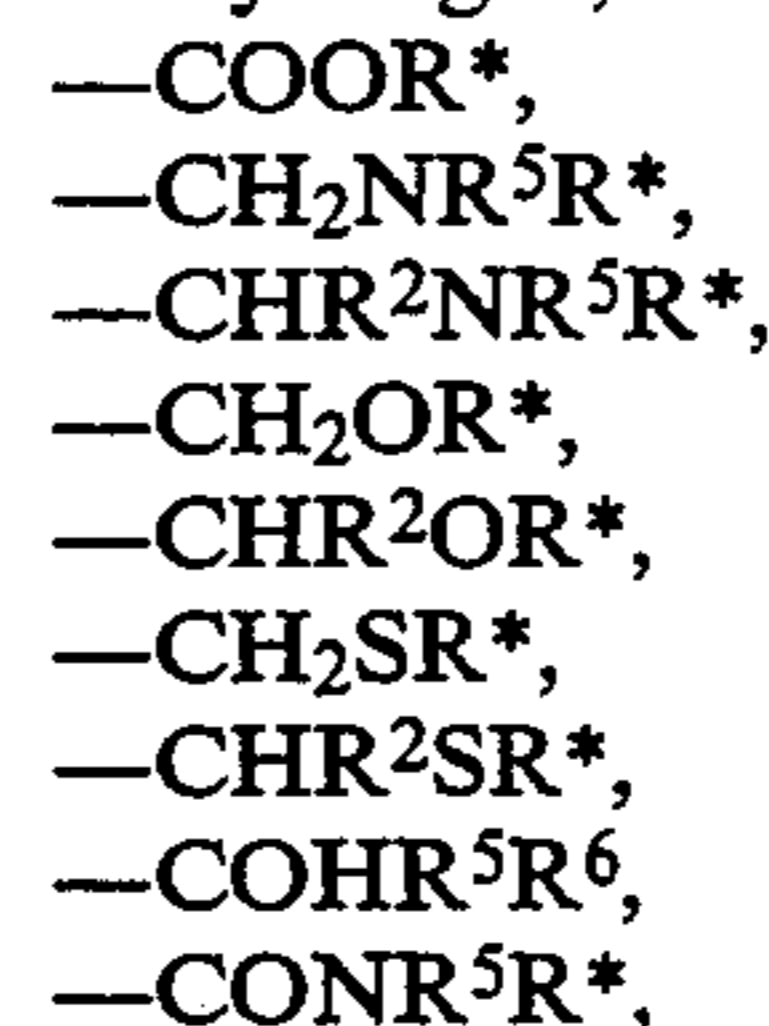 —COOR*,
—CH₂NR⁵R*,
—CHR²NR⁵R*,
—CH₂OR*,
—CHR²OR*,
—CH₂SR*,
—CHR²SR*,
—COHR⁵R⁶,
—CONR⁵R*,